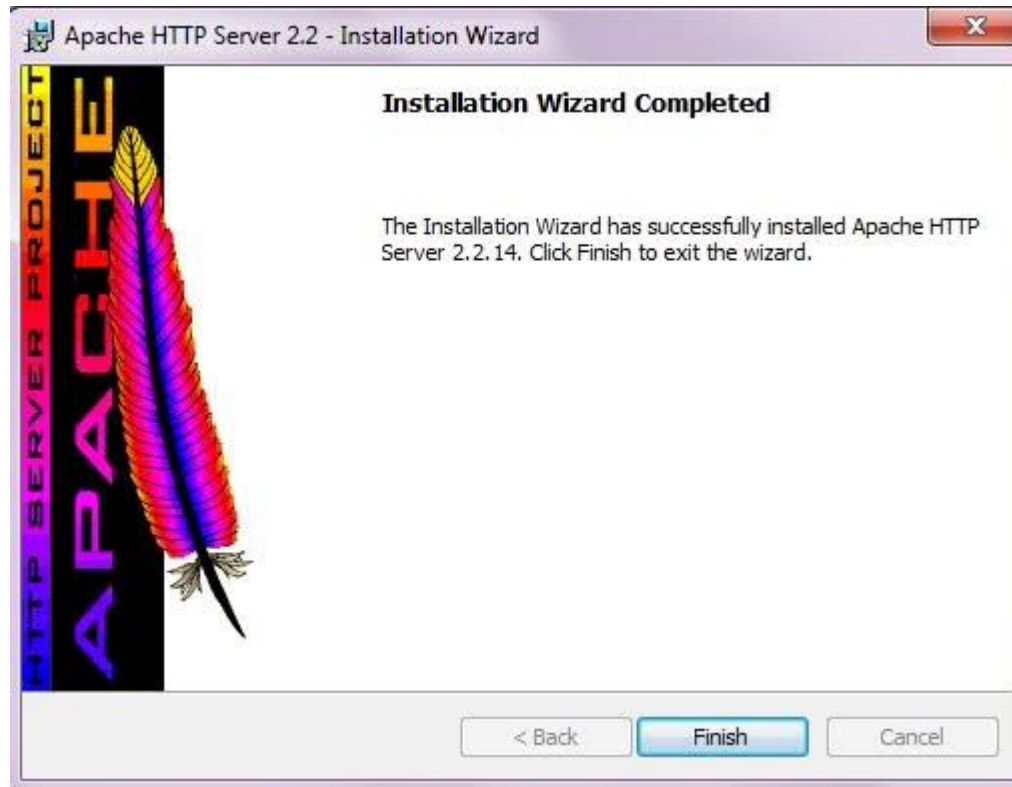 Apache HTTP Server 2.2 - Installation Wizard
HTTP SERVER PROJECT
APACHE
Installation Wizard Completed
The Installation Wizard has successfully installed Apache HTTP
Server 2.2.14. Click Finish to exit the wizard.
< Back
Finish
Cancel